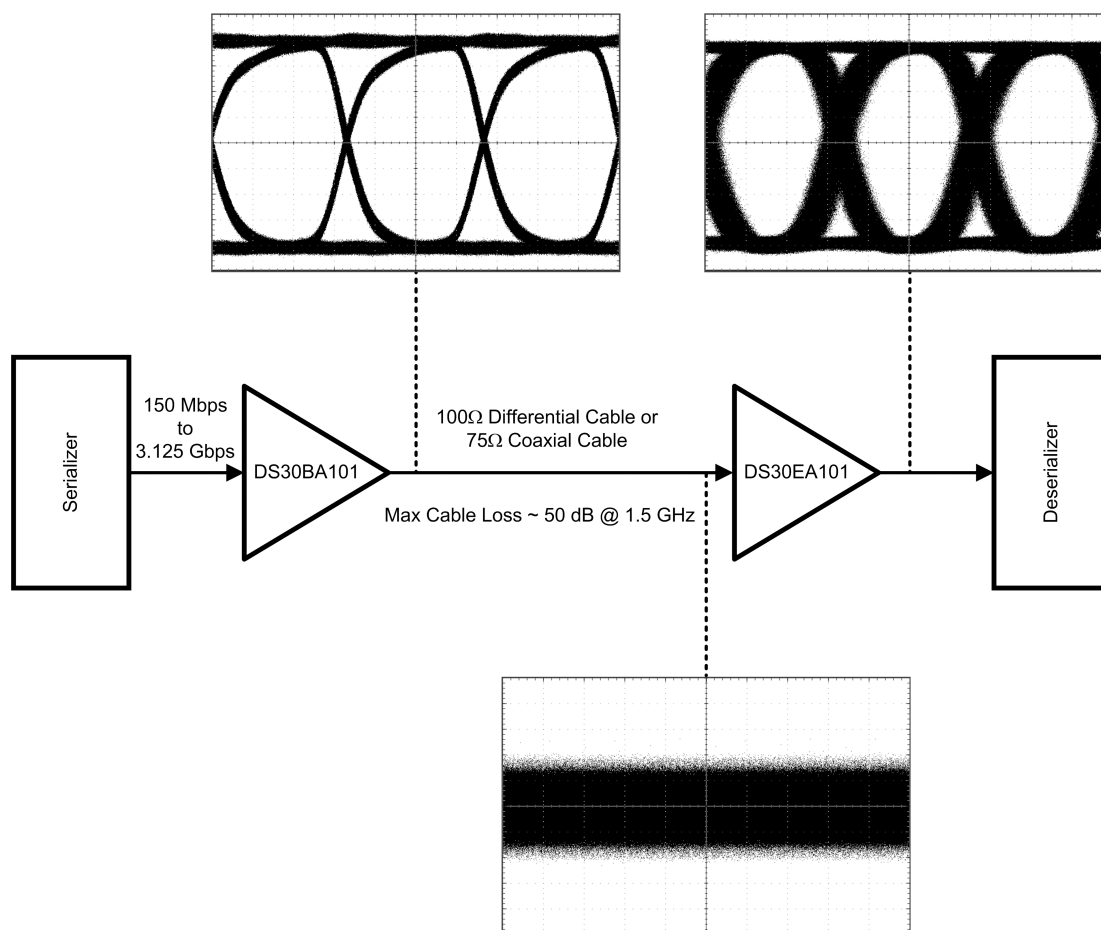 Serializer
150 Mbps
to
3.125 Gbps
DS30BA101
100Ω Differential Cable or
75Ω Coaxial Cable
Max Cable Loss ~ 50 dB @ 1.5 GHz
DS30EA101
Deserializer